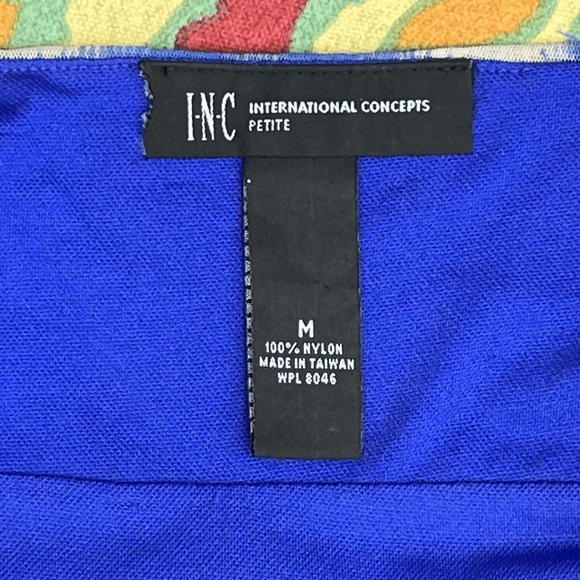 I·N·C INTERNATIONAL CONCEPTS
PETITE
M
100% NYLON
MADE IN TAIWAN
WPL 8046